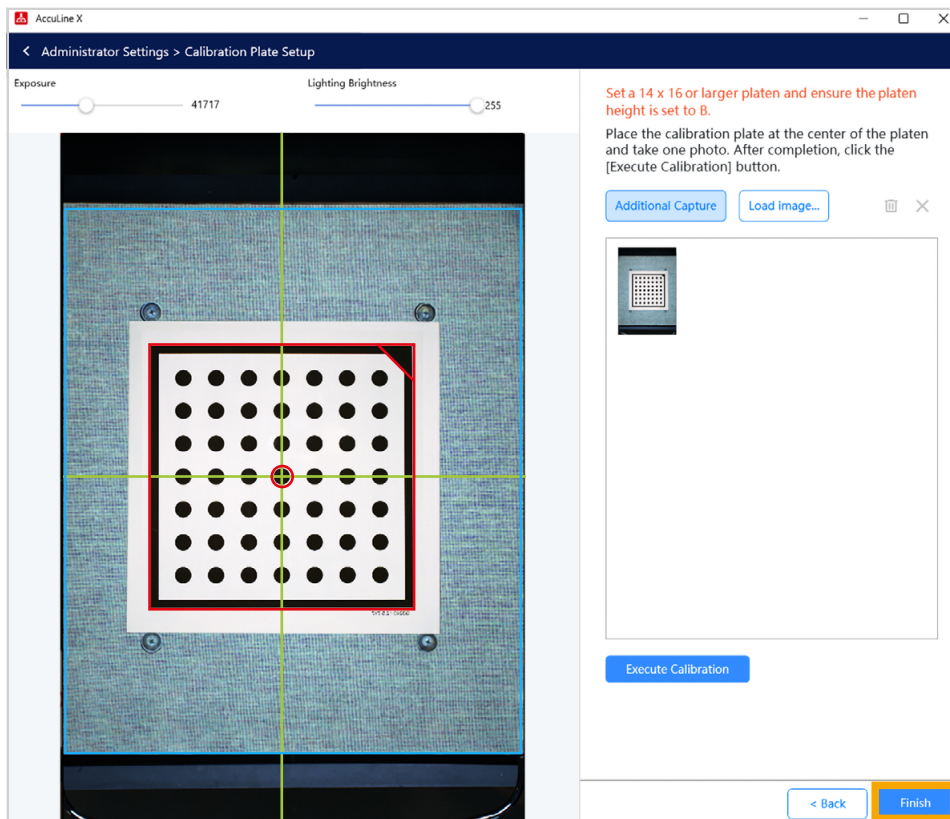 AccuLine X
Administrator Settings > Calibration Plate Setup
Exposure
41717
Lighting Brightness
255
Set a 14 x 16 or larger platen and ensure the platen
height is set to B.
Place the calibration plate at the center of the platen
and take one photo. After completion, click the
[Execute Calibration] button.
Additional Capture
Load image...
Execute Calibration
< Back
Finish